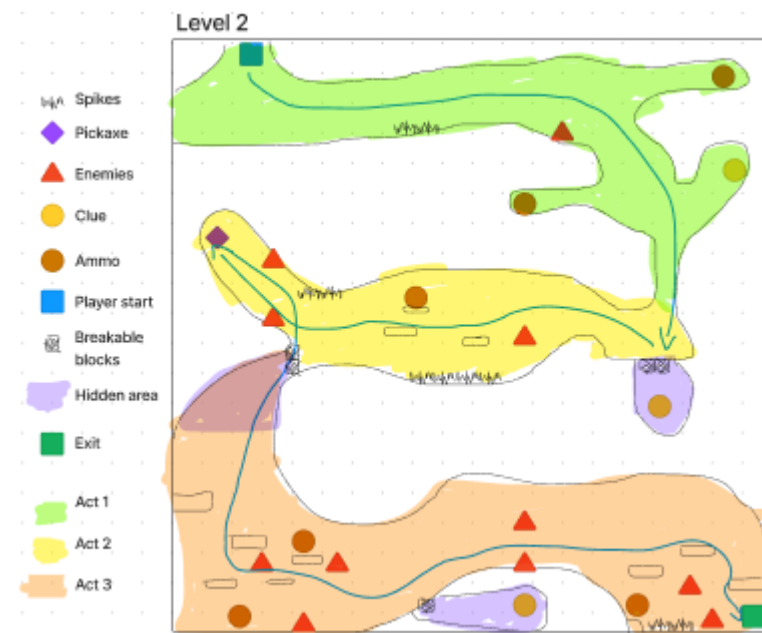 Level 2
Spikes
Pickaxe
Enemies
Clue
Ammo
Player start
Breakable
blocks
Hidden area
Exit
Act 1
Act 2
Act 3